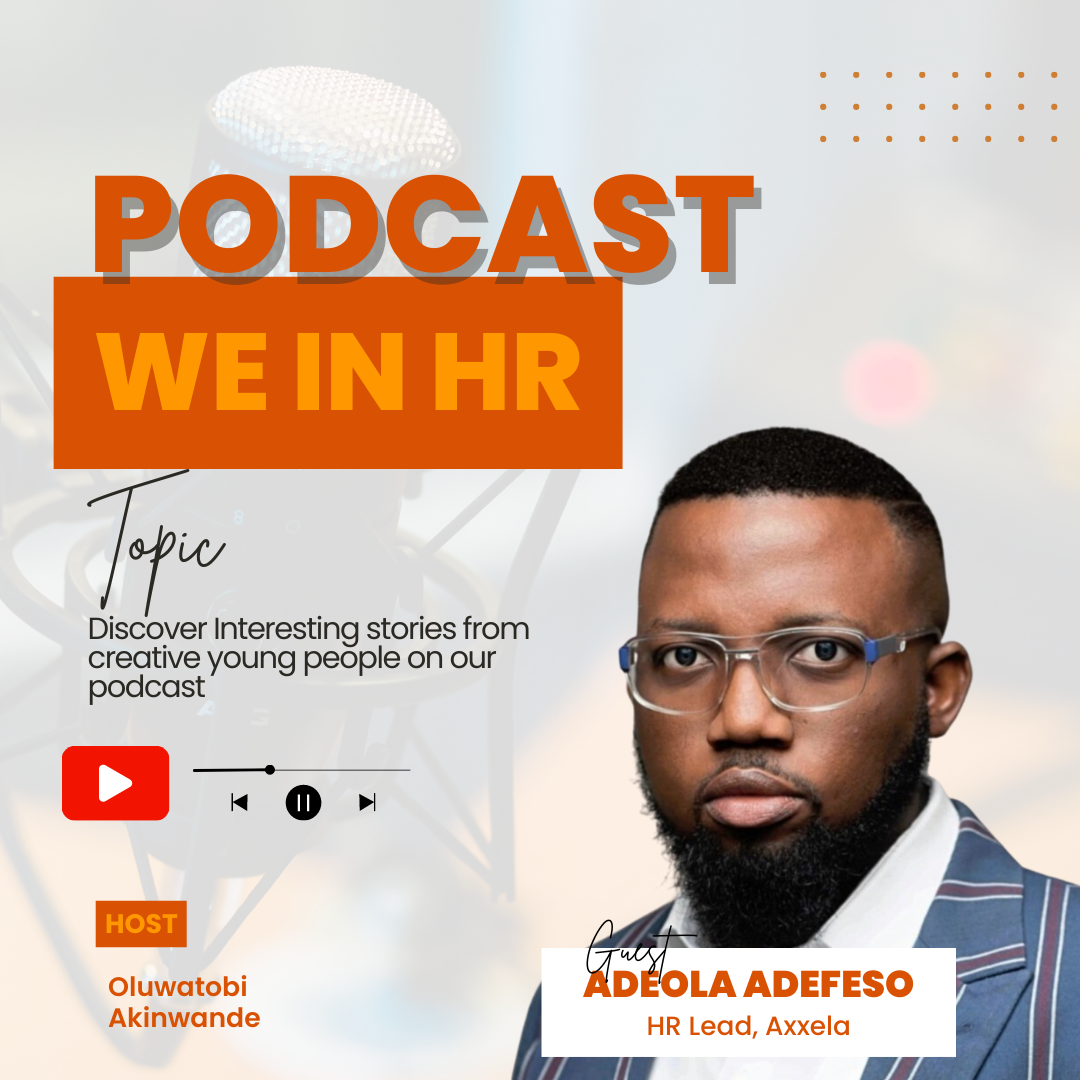 PODCAST
WE IN HR
Topic
Discover Interesting stories from
creative young people on our
podcast
HOST
Oluwatobi
Akinwande
Guest
ADEOLA ADEFESO
HR Lead, Axxela